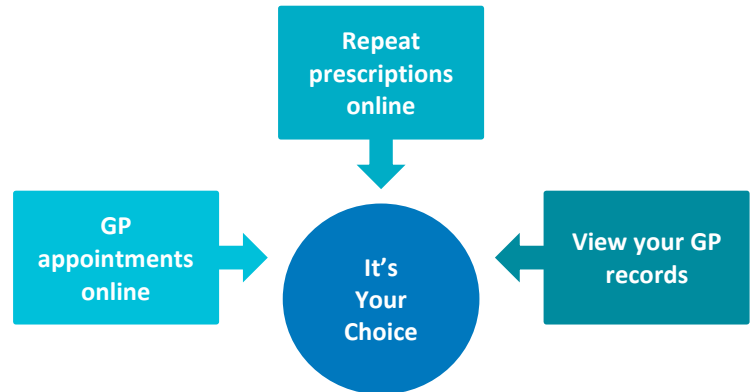 Repeat
prescriptions
online
GP
appointments
online
It’s
Your
Choice
View your GP
records